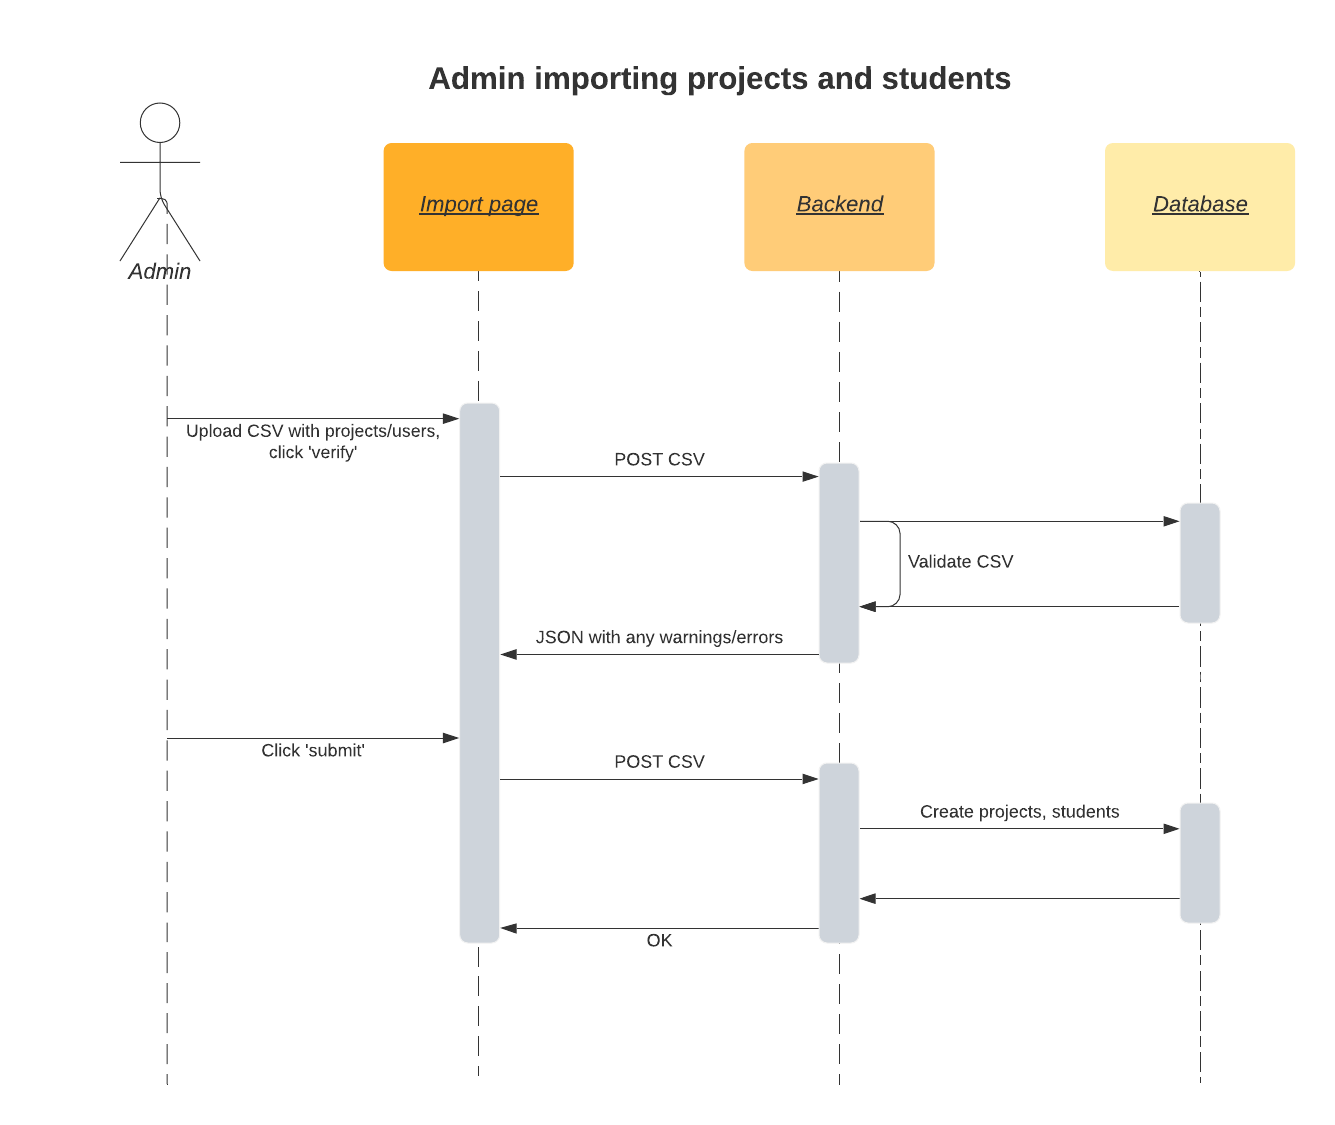 Admin importing projects and students
Import page
Backend
Database
Admin
Upload CSV with projects/users,
click 'verify'
POST CSV
Validate CSV
JSON with any warnings/errors
Click 'submit'
POST CSV
Create projects, students
OK